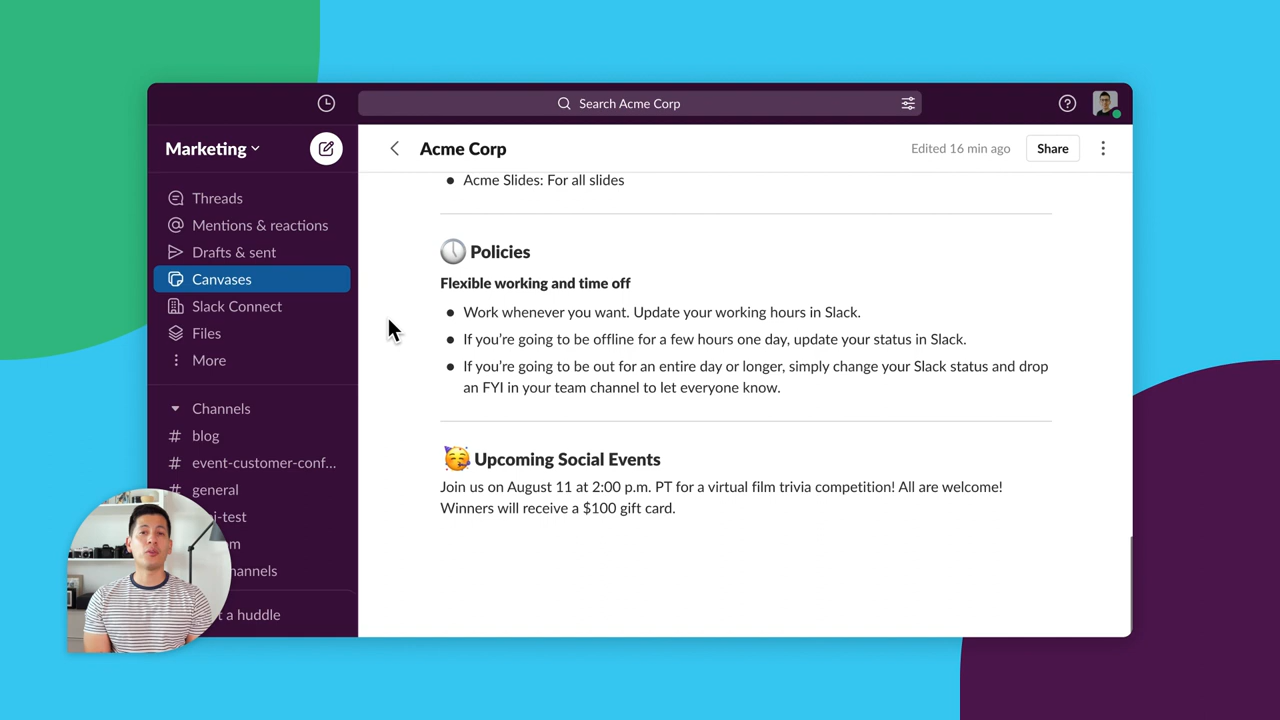 Search Acme Corp
Marketing
Threads
Mentions & reactions
Drafts & sent
Canvases
Slack Connect
Files
More
Channels
# blog
# event-customer-conf...
# general
a huddle
Acme Corp
Edited 16 min ago
Share
• Acme Slides: For all slides
Policies
Flexible working and time off
• Work whenever you want. Update your working hours in Slack.
• If you’re going to be offline for a few hours one day, update your status in Slack.
• If you’re going to be out for an entire day or longer, simply change your Slack status and drop
an FYI in your team channel to let everyone know.
Upcoming Social Events
Join us on August 11 at 2:00 p.m. PT for a virtual film trivia competition! All are welcome!
Winners will receive a $100 gift card.